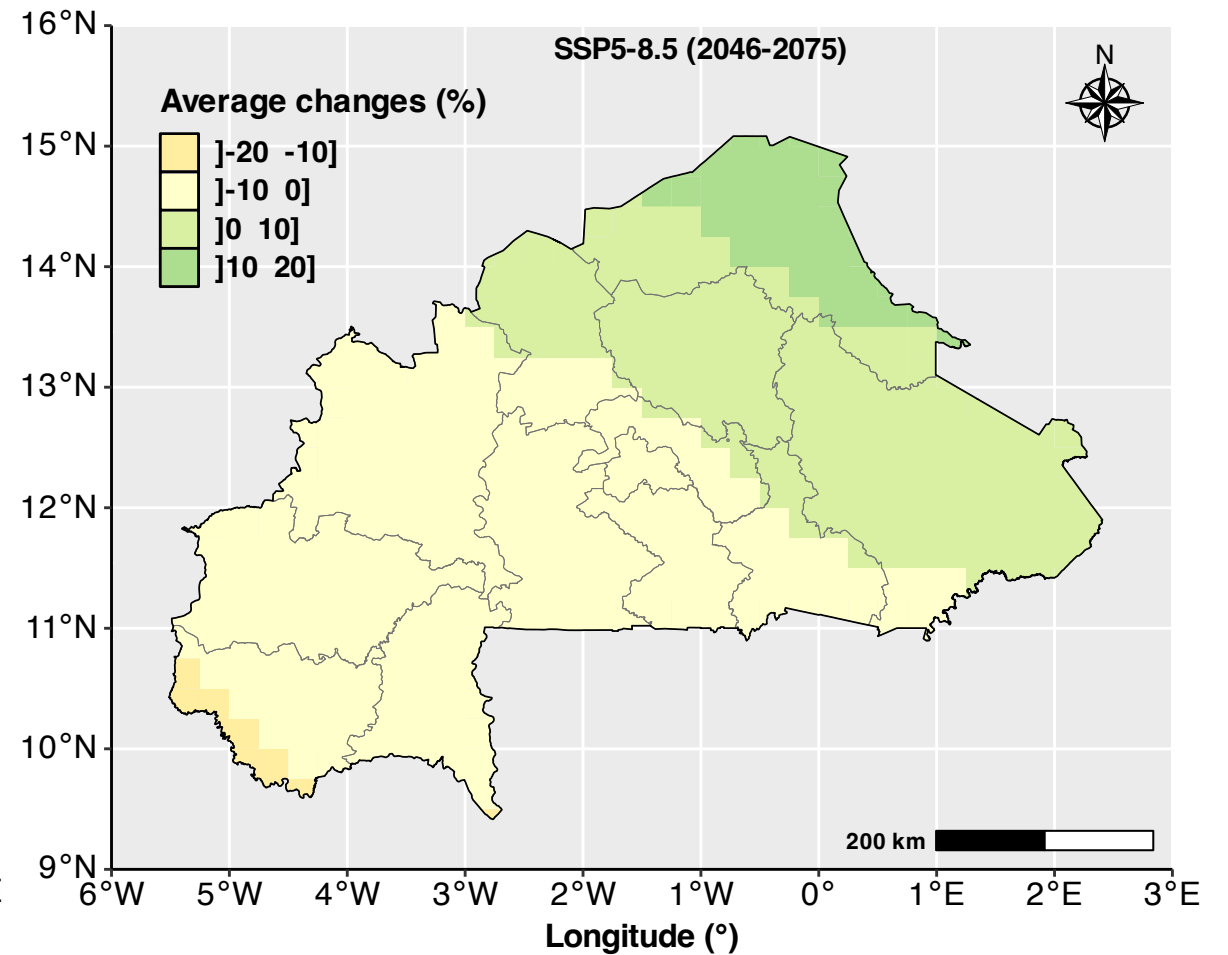 16°N
SSP5-8.5 (2046-2075)
N
Average changes (%)
15°N
]-20 -10]
]-10 0]
]0 10]
14°N
]10 20]
13°N
12°N
11°N
10°N
200 km
9°N
6°W 5°W 4°W 3°W 2°W 1°W 0° 1°E 2°E 3°E
Longitude (°)